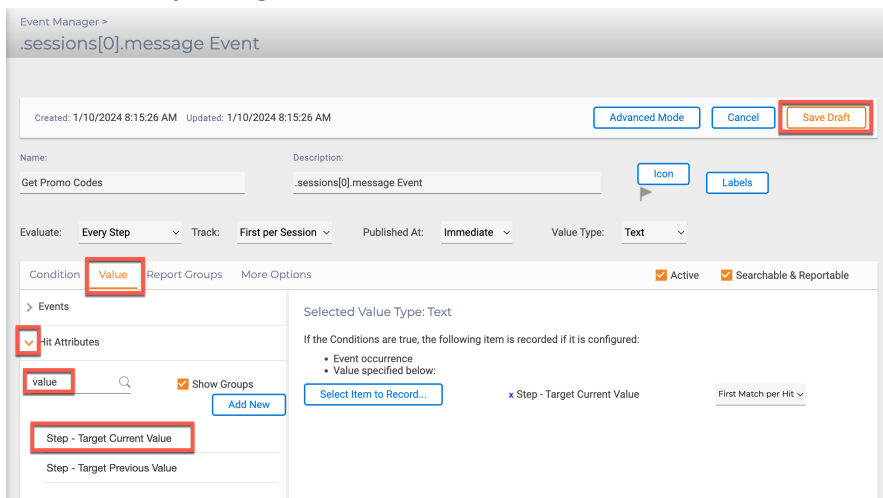 Event Manager >
.sessions[0].message Event
Created: 1/10/2024 8:15:26 AM Updated: 1/10/2024 8:15:26 AM
Advanced Mode Cancel Save Draft
Name: Description:
Get Promo Codes .sessions[0].message Event
Icon Labels
Evaluate: Every Step Track: First per Session Published At: Immediate Value Type: Text
Condition Value Report Groups More Options Active Searchable & Reportable
Events
Selected Value Type: Text
Hit Attributes
If the Conditions are true, the following item is recorded if it is configured:
• Event occurrence
• Value specified below:
value Show Groups
Select Item to Record... x Step - Target Current Value First Match per Hit
Add New
Step - Target Current Value
Step - Target Previous Value